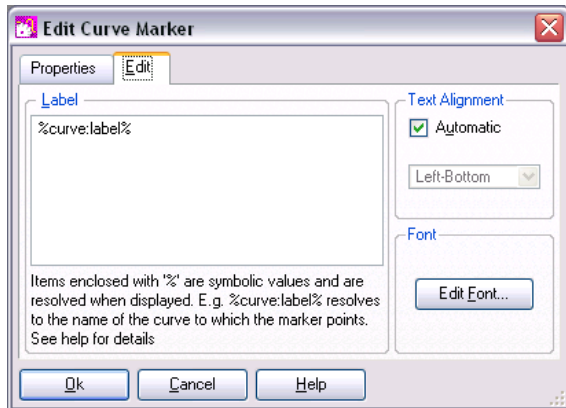 Edit Curve Marker
Properties
Edit
Label
%curve:label%
Items enclosed with '%' are symbolic values and are
resolved when displayed. E.g. %curve:label% resolves
to the name of the curve to which the marker points.
See help for details
Text Alignment
Automatic
Left-Bottom
Font
Edit Font...
Ok
Cancel
Help